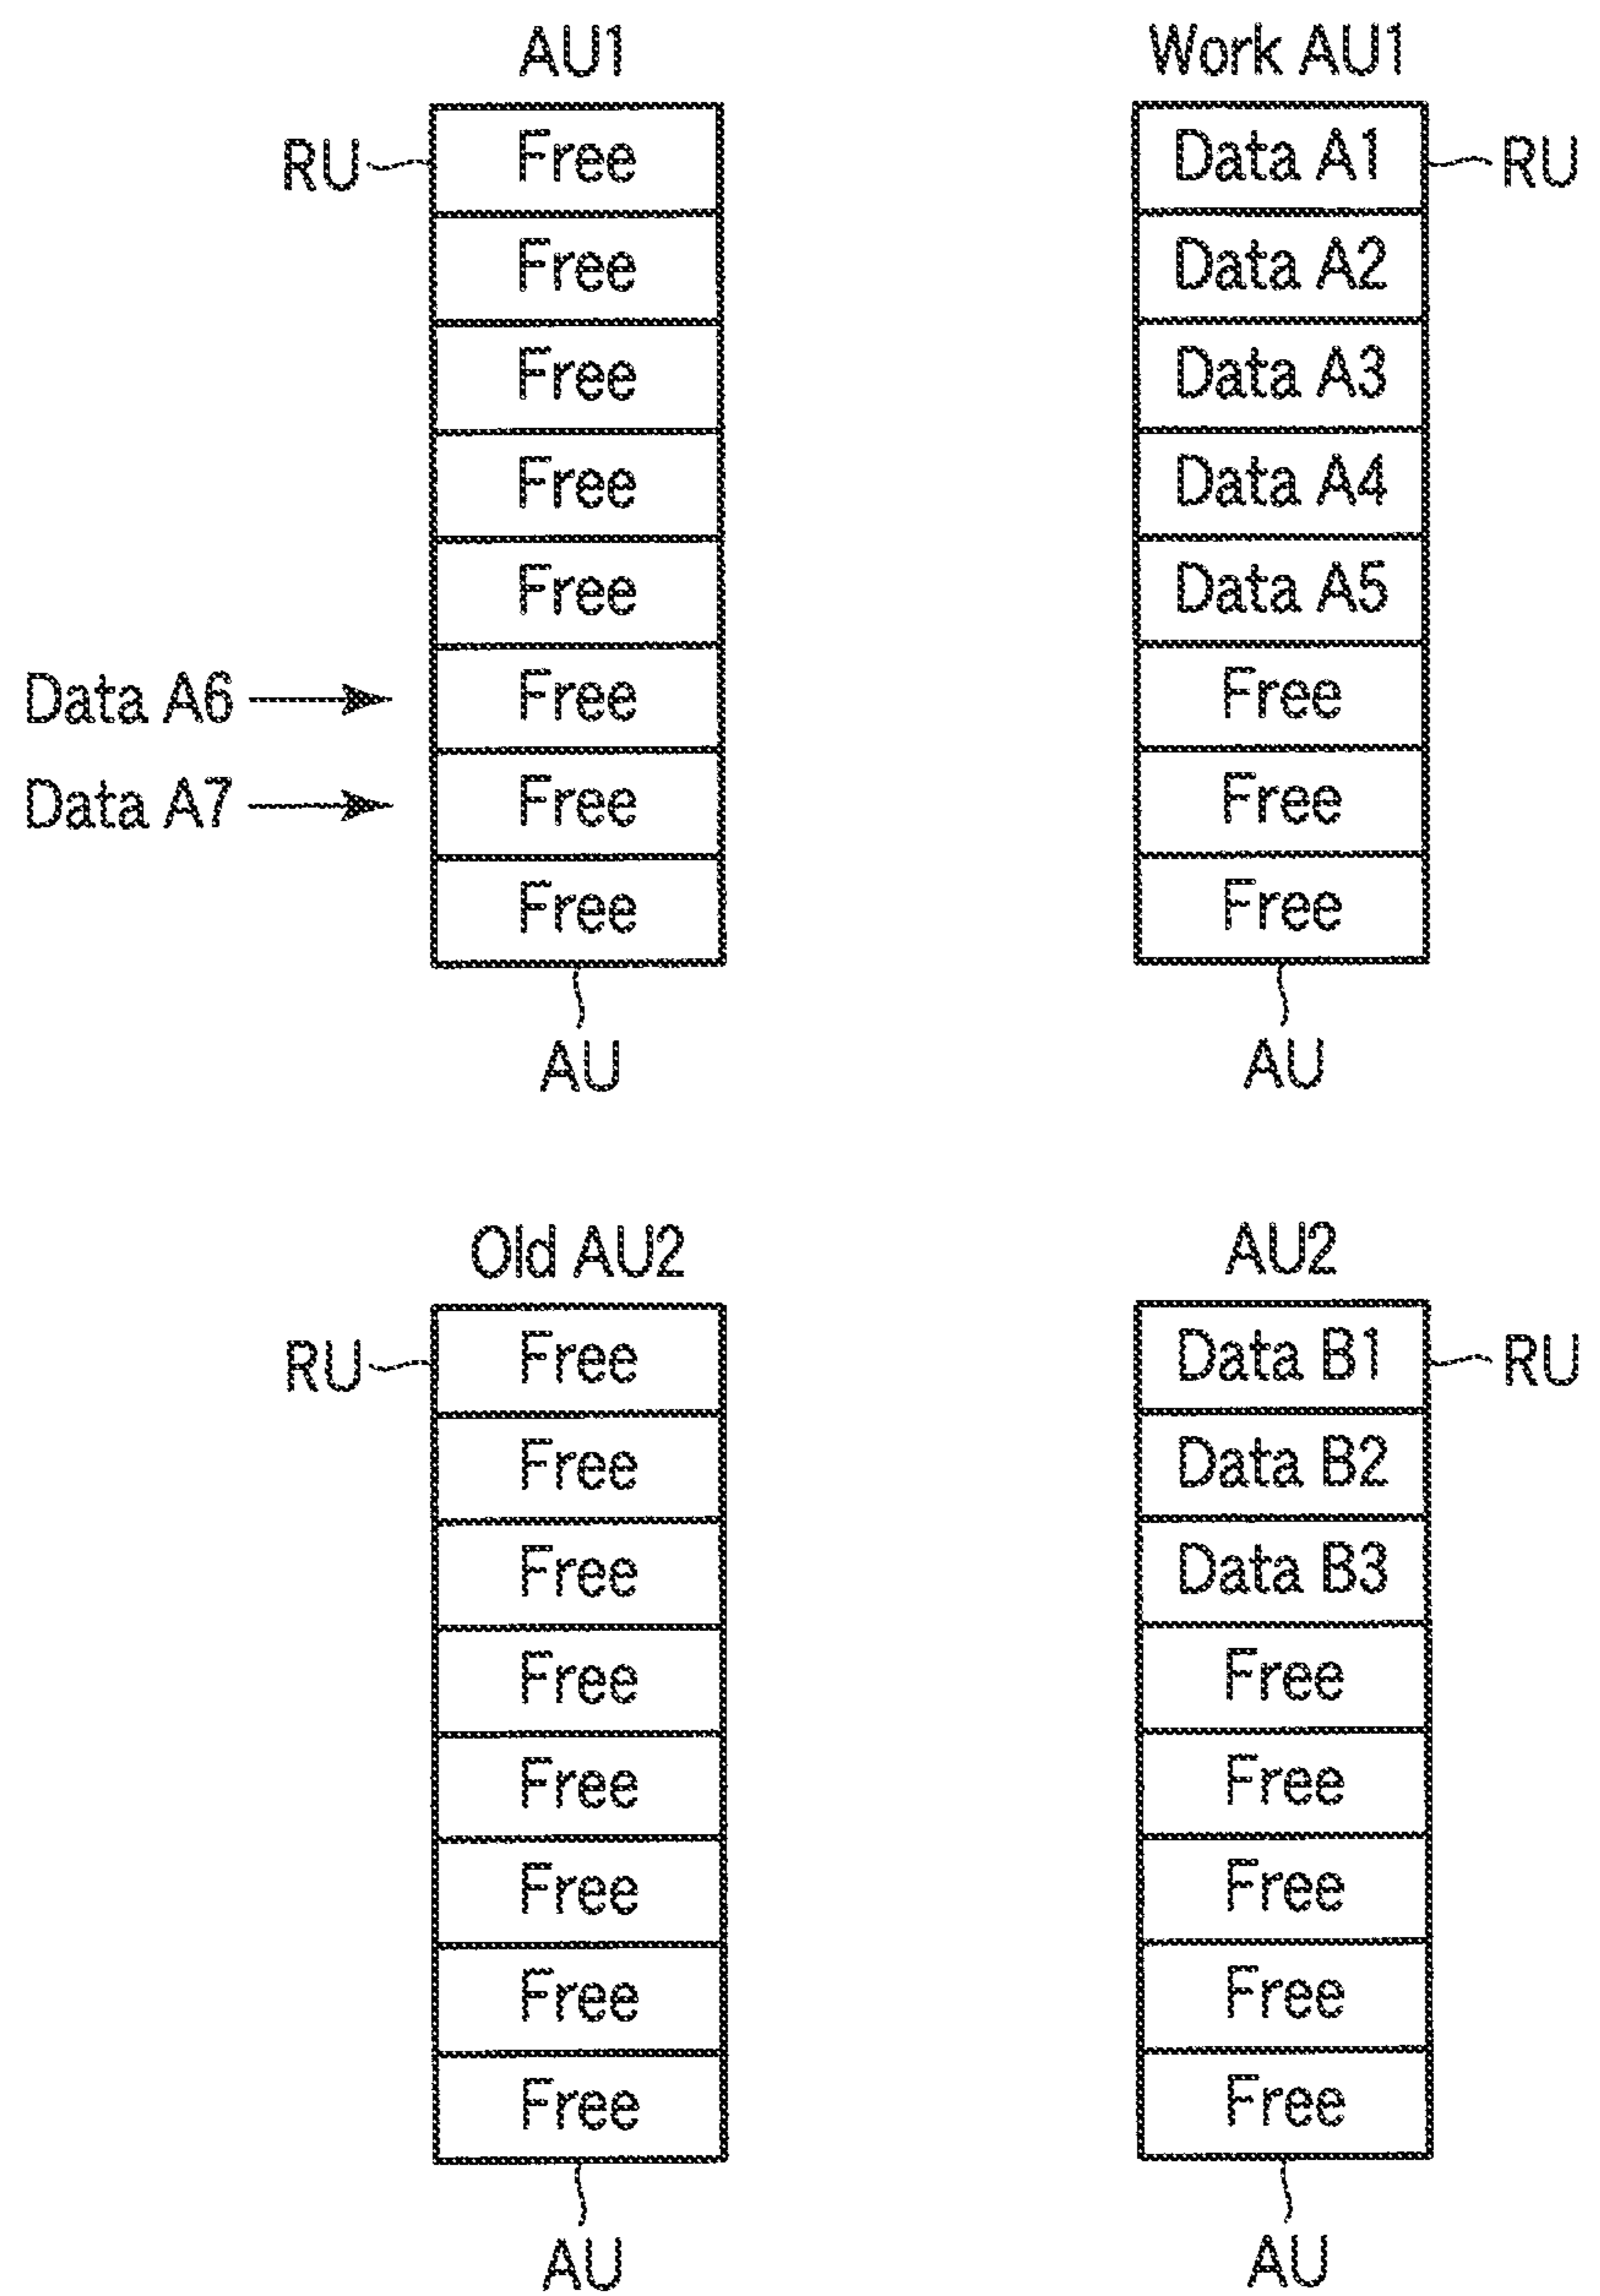 AU1
RU
Free
Free
Free
Free
Free
Data A6
Free
Data A7
Free
Free
AU
Work AU1
Data A1
RU
Data A2
Data A3
Data A4
Data A5
Free
Free
Free
AU
Old AU2
RU
Free
Free
Free
Free
Free
Free
Free
Free
AU
AU2
Data B1
RU
Data B2
Data B3
Free
Free
Free
Free
Free
AU